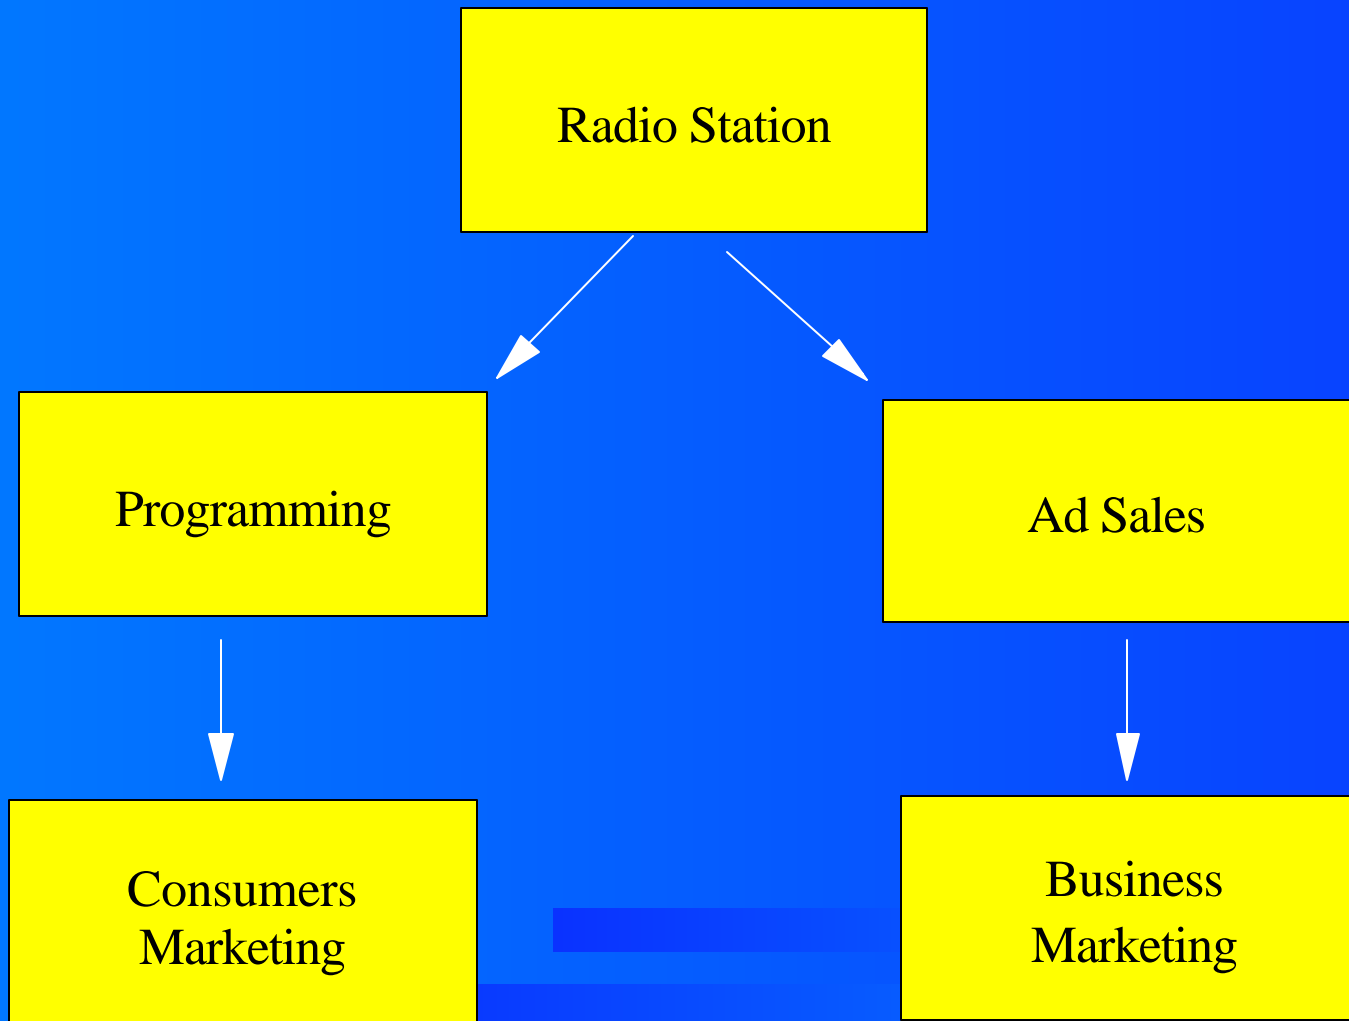 Radio Station
Programming
Ad Sales
Consumers
Marketing
Business
Marketing